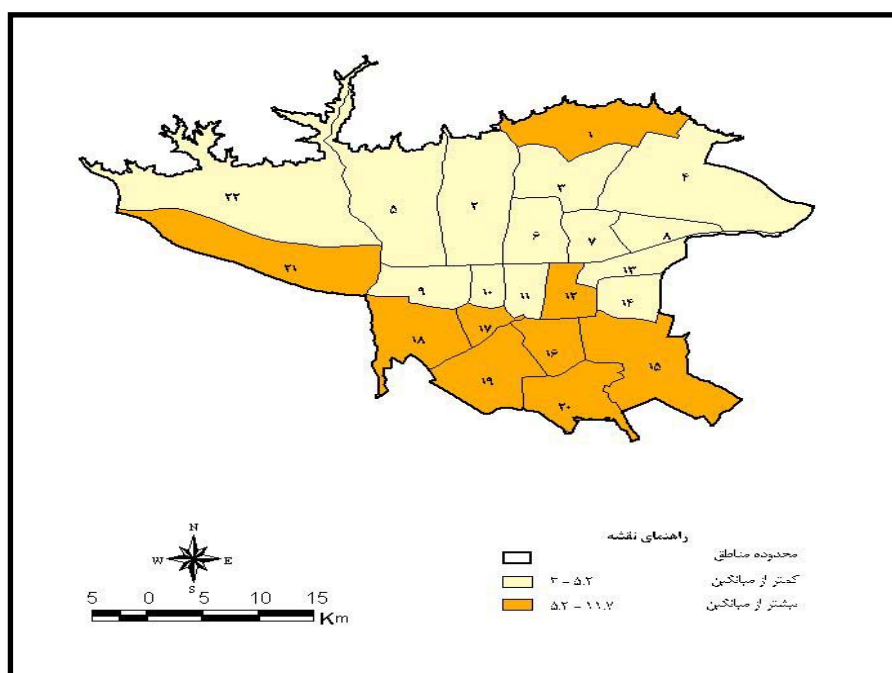 ۱
۴
۳
۲۲
۵
۲
۶
۷
۸
۲۱
۱۳
۹
۱۰
۱۱
۱۲
۱۴
۱۸
۱۷
۱۶
۱۵
۱۹
۲۰
راهنمای نقشه
محدوده مناطق
کمتر از میانگین ۳ - ۵.۲
بیشتر از میانگین ۵.۲ - ۱۱.۷
N
W E
S
5 0 5 10 15
Km